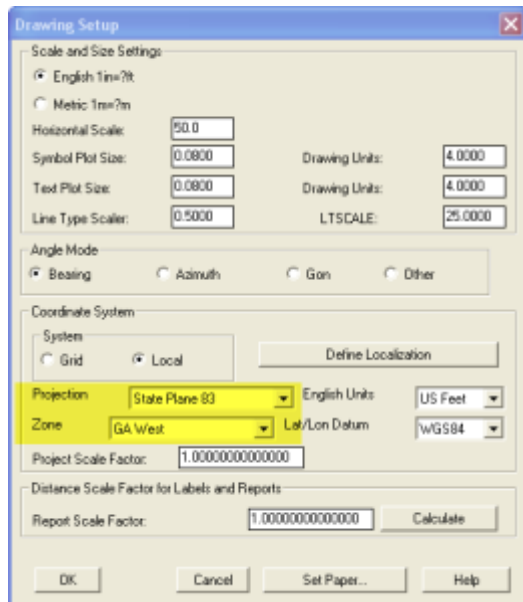 Drawing Setup
Scale and Size Settings
English 1in=?ft
Metric 1m=?m
Horizontal Scale: 50.0
Symbol Plot Size: 0.0800 Drawing Units: 4.0000
Text Plot Size: 0.0800 Drawing Units: 4.0000
Line Type Scaler: 0.5000 LTSCALE: 25.0000
Angle Mode
Bearing Azimuth Gon Other
Coordinate System
System
Grid Local Define Localization
Projection State Plane 83 English Units US Feet
Zone GA West Lat/Lon Datum WGS84
Project Scale Factor: 1.00000000000000
Distance Scale Factor for Labels and Reports
Report Scale Factor: 1.00000000000000 Calculate
OK Cancel Set Paper... Help